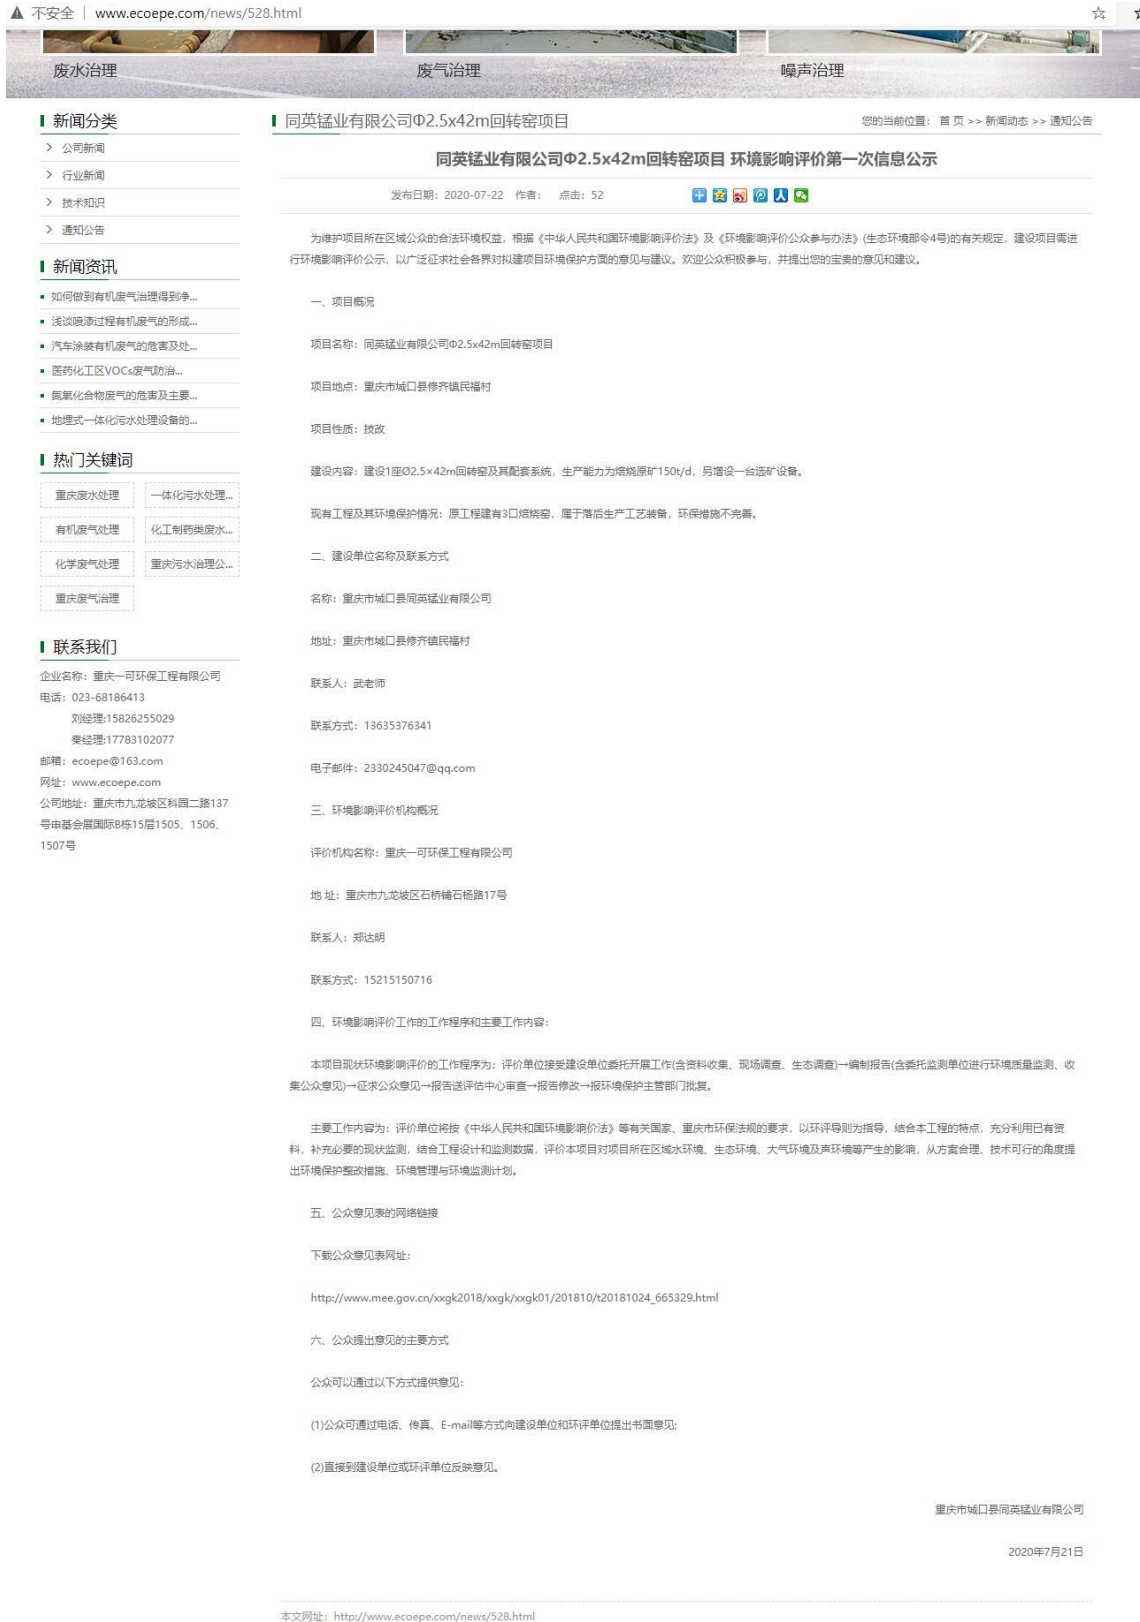 不安全 | www.ecoepe.com/news/528.html
废水治理
废气治理
噪声治理
新闻分类
公司新闻
行业新闻
技术知识
通知公告
新闻资讯
如何做到有机废气治理得到净...
浅谈喷漆过程有机废气的形成...
汽车涂装有机废气的危害及处...
医药化工区VOCs废气防治...
氮氧化合物废气的危害及主要...
地埋式一体化污水处理设备的...
热门关键词
重庆废水处理
一体化污水处理...
有机废气处理
化工制药类废水...
化学废气处理
重庆污水治理公...
重庆废气治理
联系我们
企业名称：重庆一可环保工程有限公司
电话：023-68186413
刘经理:15826255029
秦经理:17783102077
邮箱：ecoepe@163.com
网址：www.ecoepe.com
公司地址：重庆市九龙坡区科园二路137
号申基会展国际B栋15层1505、1506、
1507号
同英锰业有限公司Φ2.5x42m回转窑项目
您的当前位置： 首 页 >> 新闻动态 >> 通知公告
同英锰业有限公司Φ2.5x42m回转窑项目 环境影响评价第一次信息公示
发布日期：2020-07-22 作者： 点击：52
为维护项目所在区域公众的合法环境权益，根据《中华人民共和国环境影响评价法》及《环境影响评价公众参与办法》(生态环境部令4号)的有关规定，建设项目需进
行环境影响评价公示，以广泛征求社会各界对拟建项目环境保护方面的意见与建议。欢迎公众积极参与，并提出您的宝贵的意见和建议。
一、项目概况
项目名称：同英锰业有限公司Φ2.5x42m回转窑项目
项目地点：重庆市城口县修齐镇民福村
项目性质：技改
建设内容：建设1座Ø2.5×42m回转窑及其配套系统，生产能力为焙烧原矿150t/d，另增设一台选矿设备。
现有工程及其环境保护情况：原工程建有3口焙烧窑，属于落后生产工艺装备，环保措施不完善。
二、建设单位名称及联系方式
名称：重庆市城口县同英锰业有限公司
地址：重庆市城口县修齐镇民福村
联系人：武老师
联系方式：13635376341
电子邮件：2330245047@qq.com
三、环境影响评价机构概况
评价机构名称：重庆一可环保工程有限公司
地 址：重庆市九龙坡区石桥铺石杨路17号
联系人：郑达明
联系方式：15215150716
四、环境影响评价工作的工作程序和主要工作内容：
本项目现状环境影响评价的工作程序为：评价单位接受建设单位委托开展工作(含资料收集、现场调查、生态调查)→编制报告(含委托监测单位进行环境质量监测、收
集公众意见)→征求公众意见→报告送评估中心审查→报告修改→报环境保护主管部门批复。
主要工作内容为：评价单位将按《中华人民共和国环境影响价法》等有关国家、重庆市环保法规的要求，以环评导则为指导，结合本工程的特点，充分利用已有资
料，补充必要的现状监测，结合工程设计和监测数据，评价本项目对项目所在区域水环境、生态环境、大气环境及声环境等产生的影响，从方案合理、技术可行的角度提
出环境保护整改措施、环境管理与环境监测计划。
五、公众意见表的网络链接
下载公众意见表网址：
http://www.mee.gov.cn/xxgk2018/xxgk/xxgk01/201810/t20181024_665329.html
六、公众提出意见的主要方式
公众可以通过以下方式提供意见：
(1)公众可通过电话、传真、E-mail等方式向建设单位和环评单位提出书面意见;
(2)直接到建设单位或环评单位反映意见。
重庆市城口县同英锰业有限公司
2020年7月21日
本文网址：http://www.ecoepe.com/news/528.html